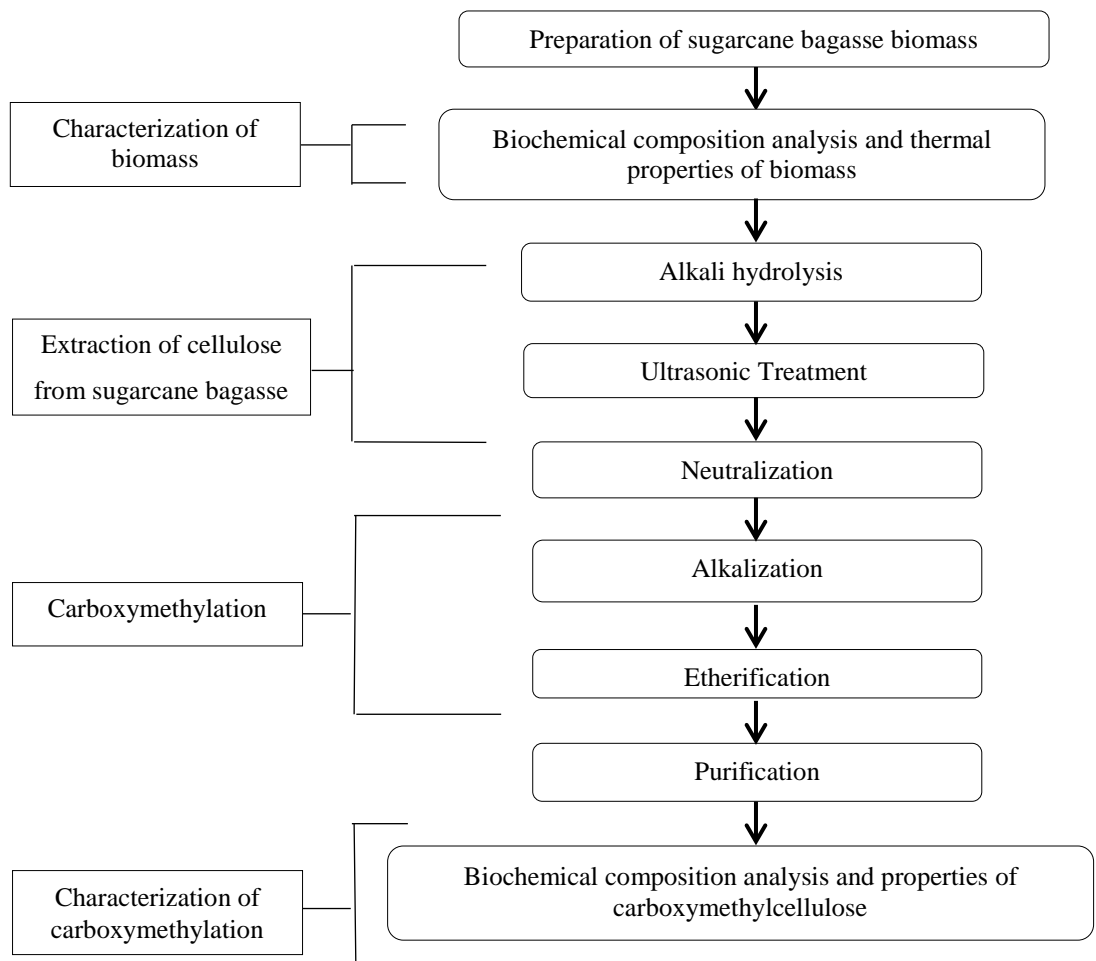 Preparation of sugarcane bagasse biomass
Characterization of
biomass
Biochemical composition analysis and thermal
properties of biomass
Alkali hydrolysis
Extraction of cellulose
from sugarcane bagasse
Ultrasonic Treatment
Neutralization
Carboxymethylation
Alkalization
Etherification
Purification
Characterization of
carboxymethylation
Biochemical composition analysis and properties of
carboxymethylcellulose